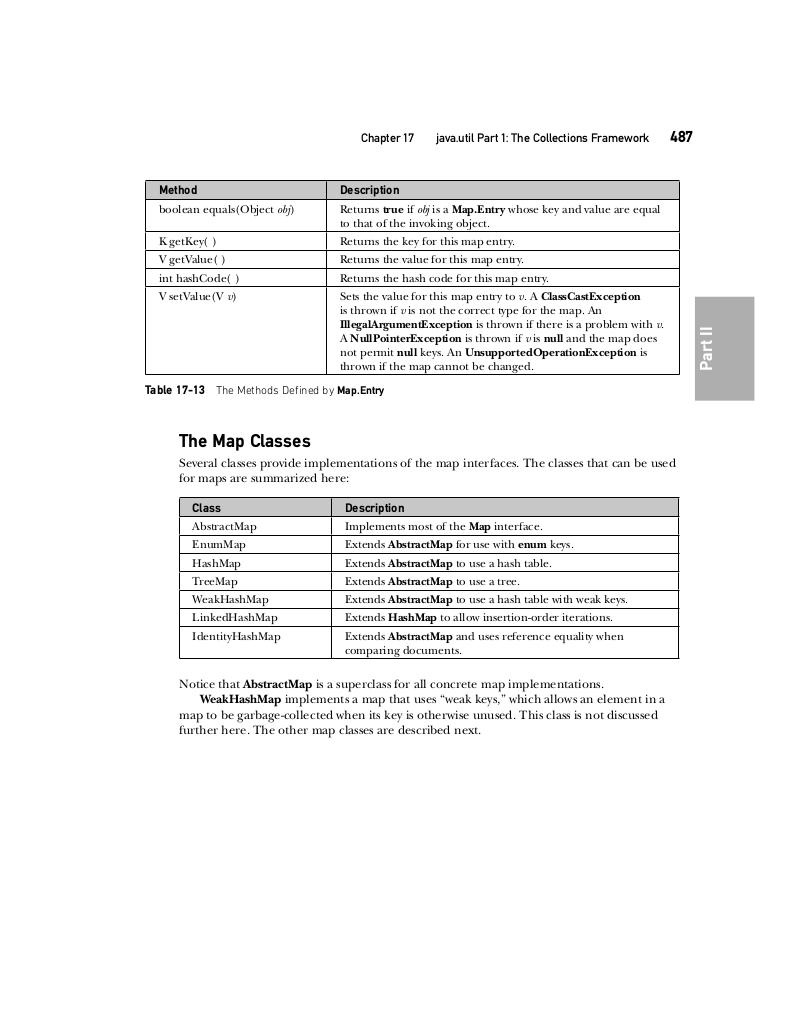 Chapter 17 java.util Part 1: The Collections Framework 487
Method Description
boolean equals(Object obj) Returns true if obj is a Map.Entry whose key and value are equal
to that of the invoking object.
K getKey( ) Returns the key for this map entry.
V getValue( ) Returns the value for this map entry.
int hashCode( ) Returns the hash code for this map entry.
V setValue(V v) Sets the value for this map entry to v. A ClassCastException
is thrown if v is not the correct type for the map. An
IllegalArgumentException is thrown if there is a problem with v.
A NullPointerException is thrown if v is null and the map does
not permit null keys. An UnsupportedOperationException is
thrown if the map cannot be changed.
Table 17-13 The Methods Defined by Map.Entry
Part II
The Map Classes
Several classes provide implementations of the map interfaces. The classes that can be used
for maps are summarized here:
Class Description
AbstractMap Implements most of the Map interface.
EnumMap Extends AbstractMap for use with enum keys.
HashMap Extends AbstractMap to use a hash table.
TreeMap Extends AbstractMap to use a tree.
WeakHashMap Extends AbstractMap to use a hash table with weak keys.
LinkedHashMap Extends HashMap to allow insertion-order iterations.
IdentityHashMap Extends AbstractMap and uses reference equality when
comparing documents.
Notice that AbstractMap is a superclass for all concrete map implementations.
WeakHashMap implements a map that uses “weak keys,” which allows an element in a
map to be garbage-collected when its key is otherwise unused. This class is not discussed
further here. The other map classes are described next.